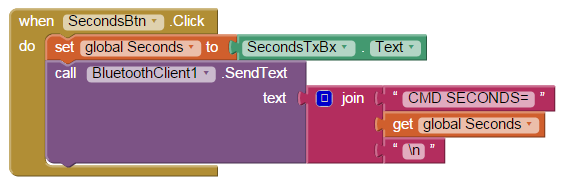 when SecondsBtn .Click
do set global Seconds to SecondsTxBx . Text
call BluetoothClient1 .SendText
text join " CMD SECONDS= "
get global Seconds
" \n "